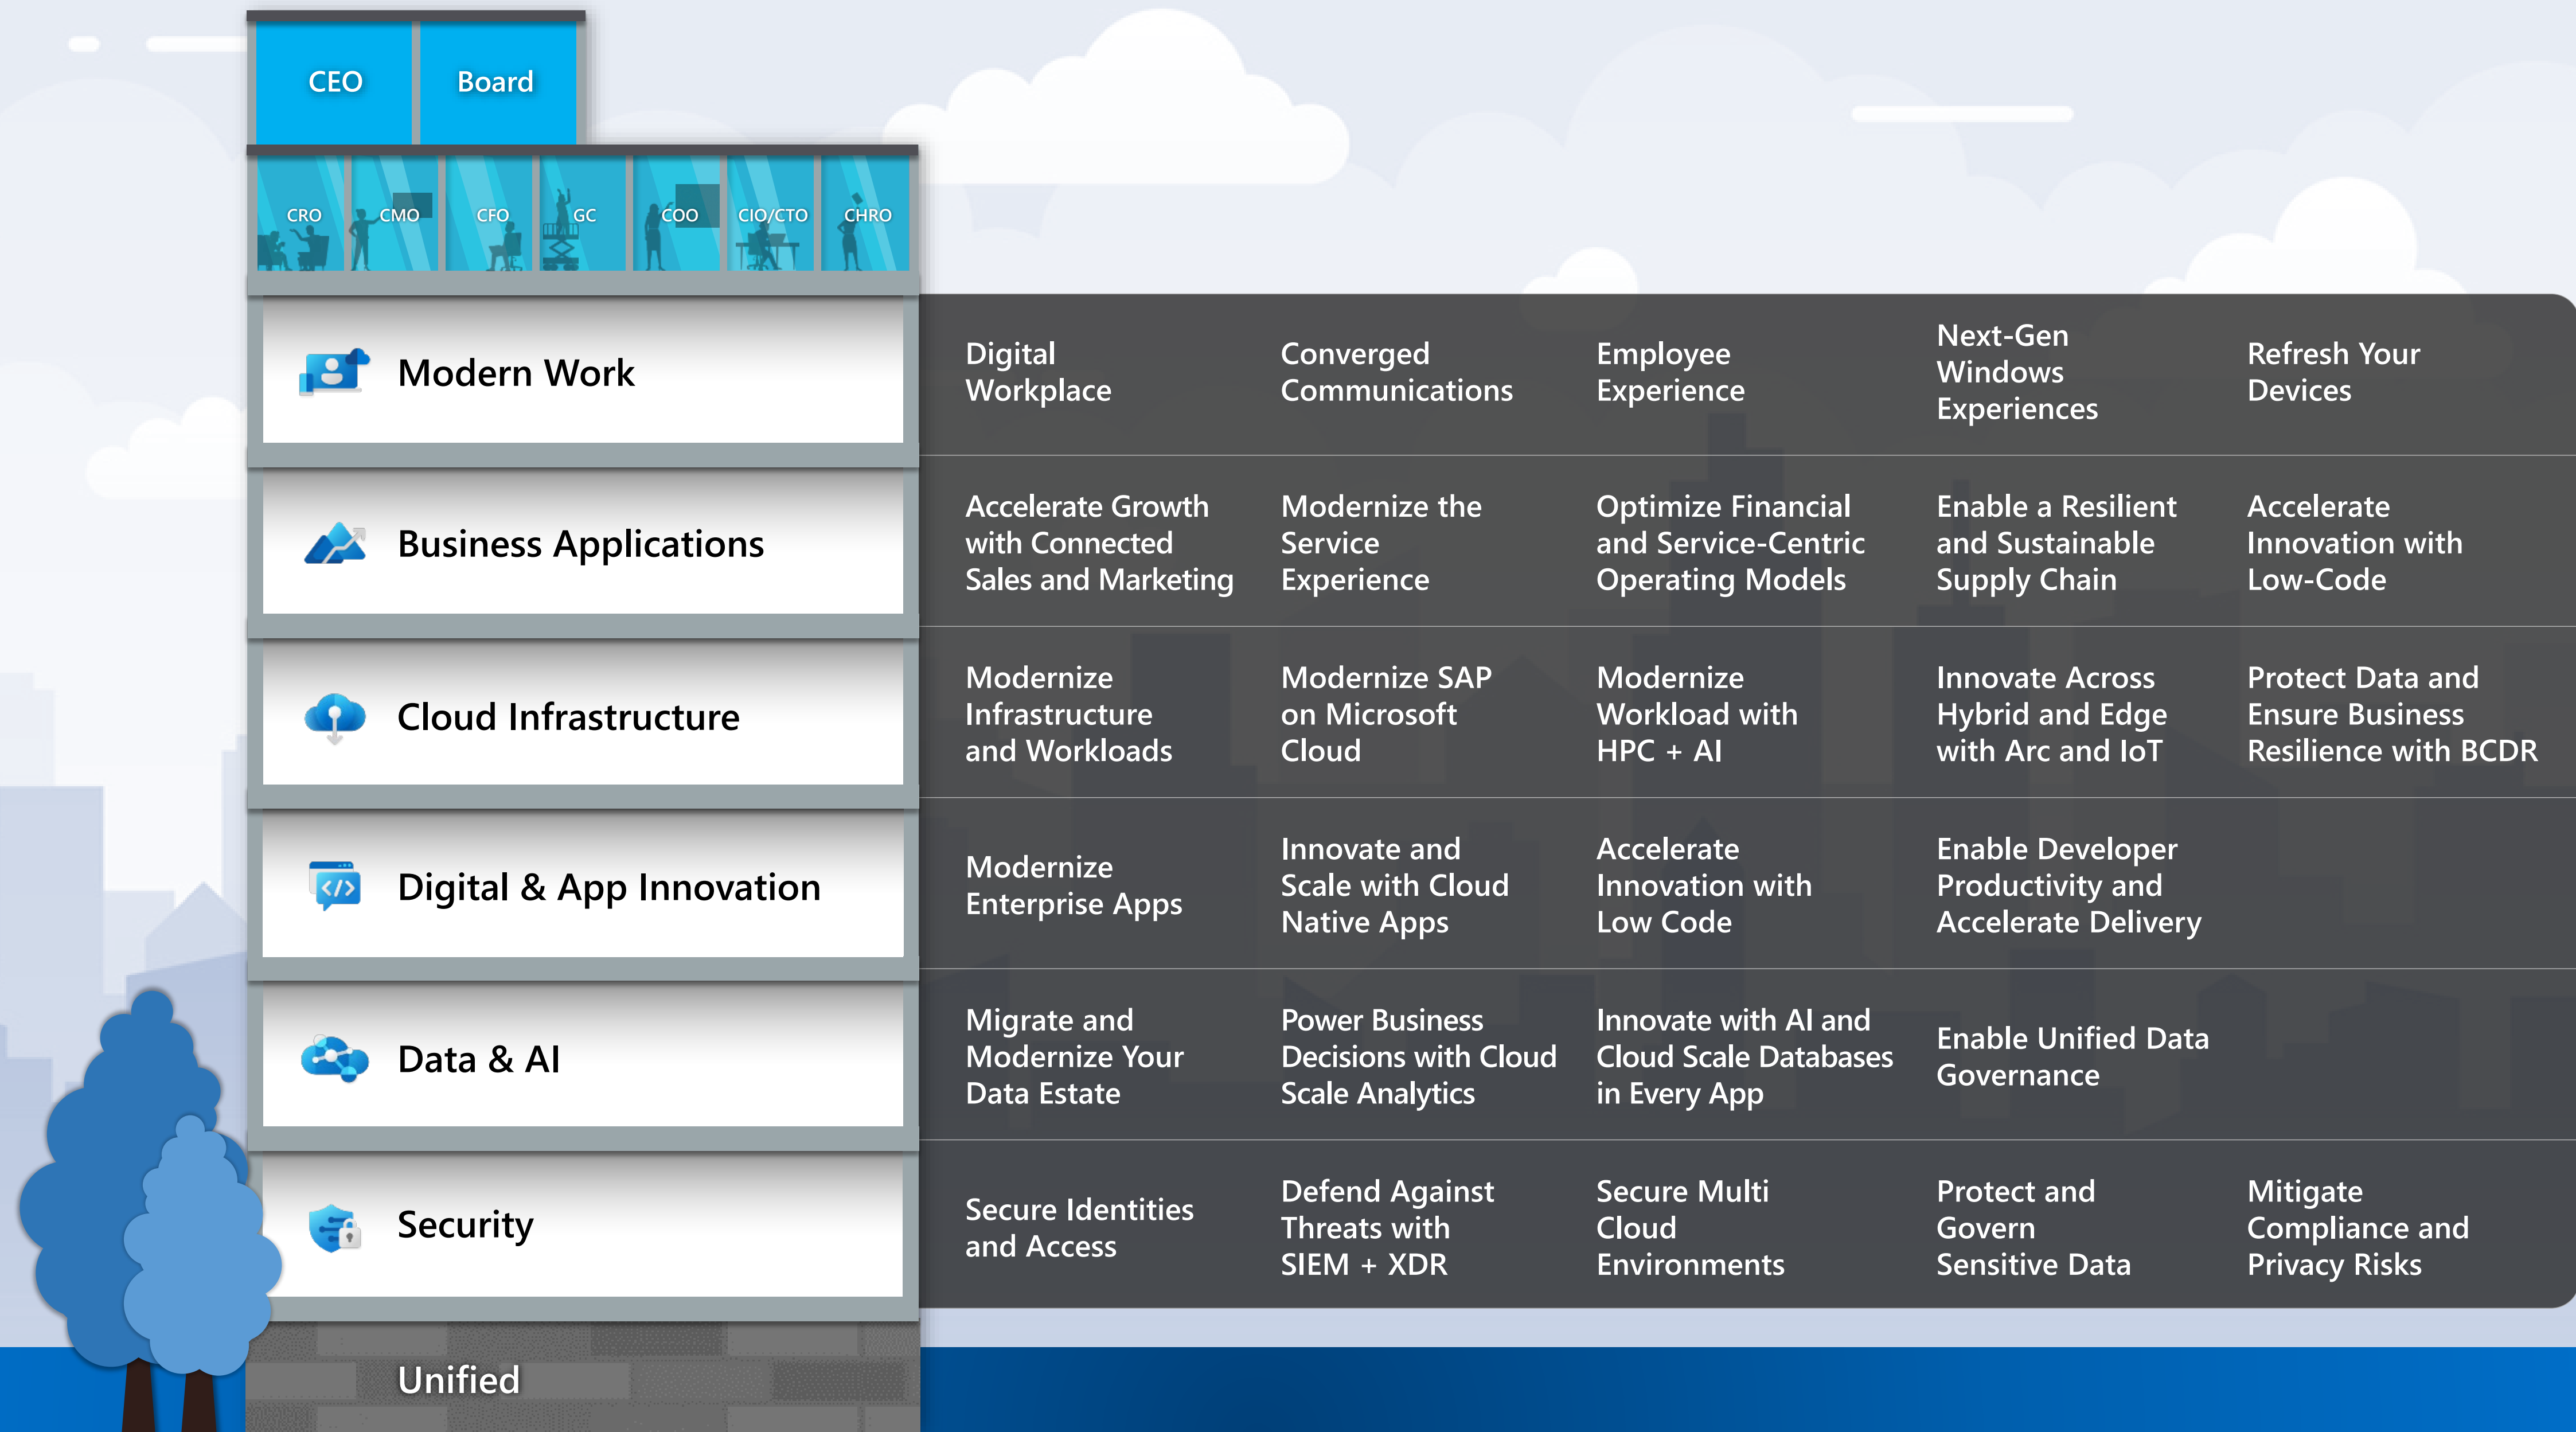 CEO
Board
CRO
CMO
CFO
GC
COO
CIO/CTO
CHRO
Modern Work
Digital
Workplace
Converged
Communications
Employee
Experience
Next-Gen
Windows
Experiences
Refresh Your
Devices
Business Applications
Accelerate Growth
with Connected
Sales and Marketing
Modernize the
Service
Experience
Optimize Financial
and Service-Centric
Operating Models
Enable a Resilient
and Sustainable
Supply Chain
Accelerate
Innovation with
Low-Code
Cloud Infrastructure
Modernize
Infrastructure
and Workloads
Modernize SAP
on Microsoft
Cloud
Modernize
Workload with
HPC + AI
Innovate Across
Hybrid and Edge
with Arc and IoT
Protect Data and
Ensure Business
Resilience with BCDR
Digital & App Innovation
Modernize
Enterprise Apps
Innovate and
Scale with Cloud
Native Apps
Accelerate
Innovation with
Low Code
Enable Developer
Productivity and
Accelerate Delivery
Data & AI
Migrate and
Modernize Your
Data Estate
Power Business
Decisions with Cloud
Scale Analytics
Innovate with AI and
Cloud Scale Databases
in Every App
Enable Unified Data
Governance
Security
Secure Identities
and Access
Defend Against
Threats with
SIEM + XDR
Secure Multi
Cloud
Environments
Protect and
Govern
Sensitive Data
Mitigate
Compliance and
Privacy Risks
Unified